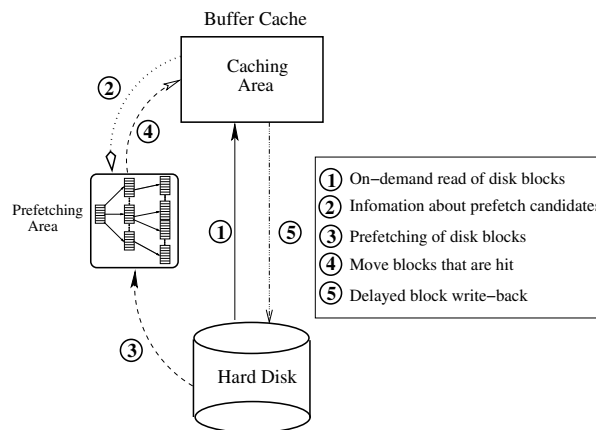 Buffer Cache
Caching
Area
2
4
Prefetching
Area
1
5
3
Hard Disk
1 On-demand read of disk blocks
2 Infomation about prefetch candidates
3 Prefetching of disk blocks
4 Move blocks that are hit
5 Delayed block write-back